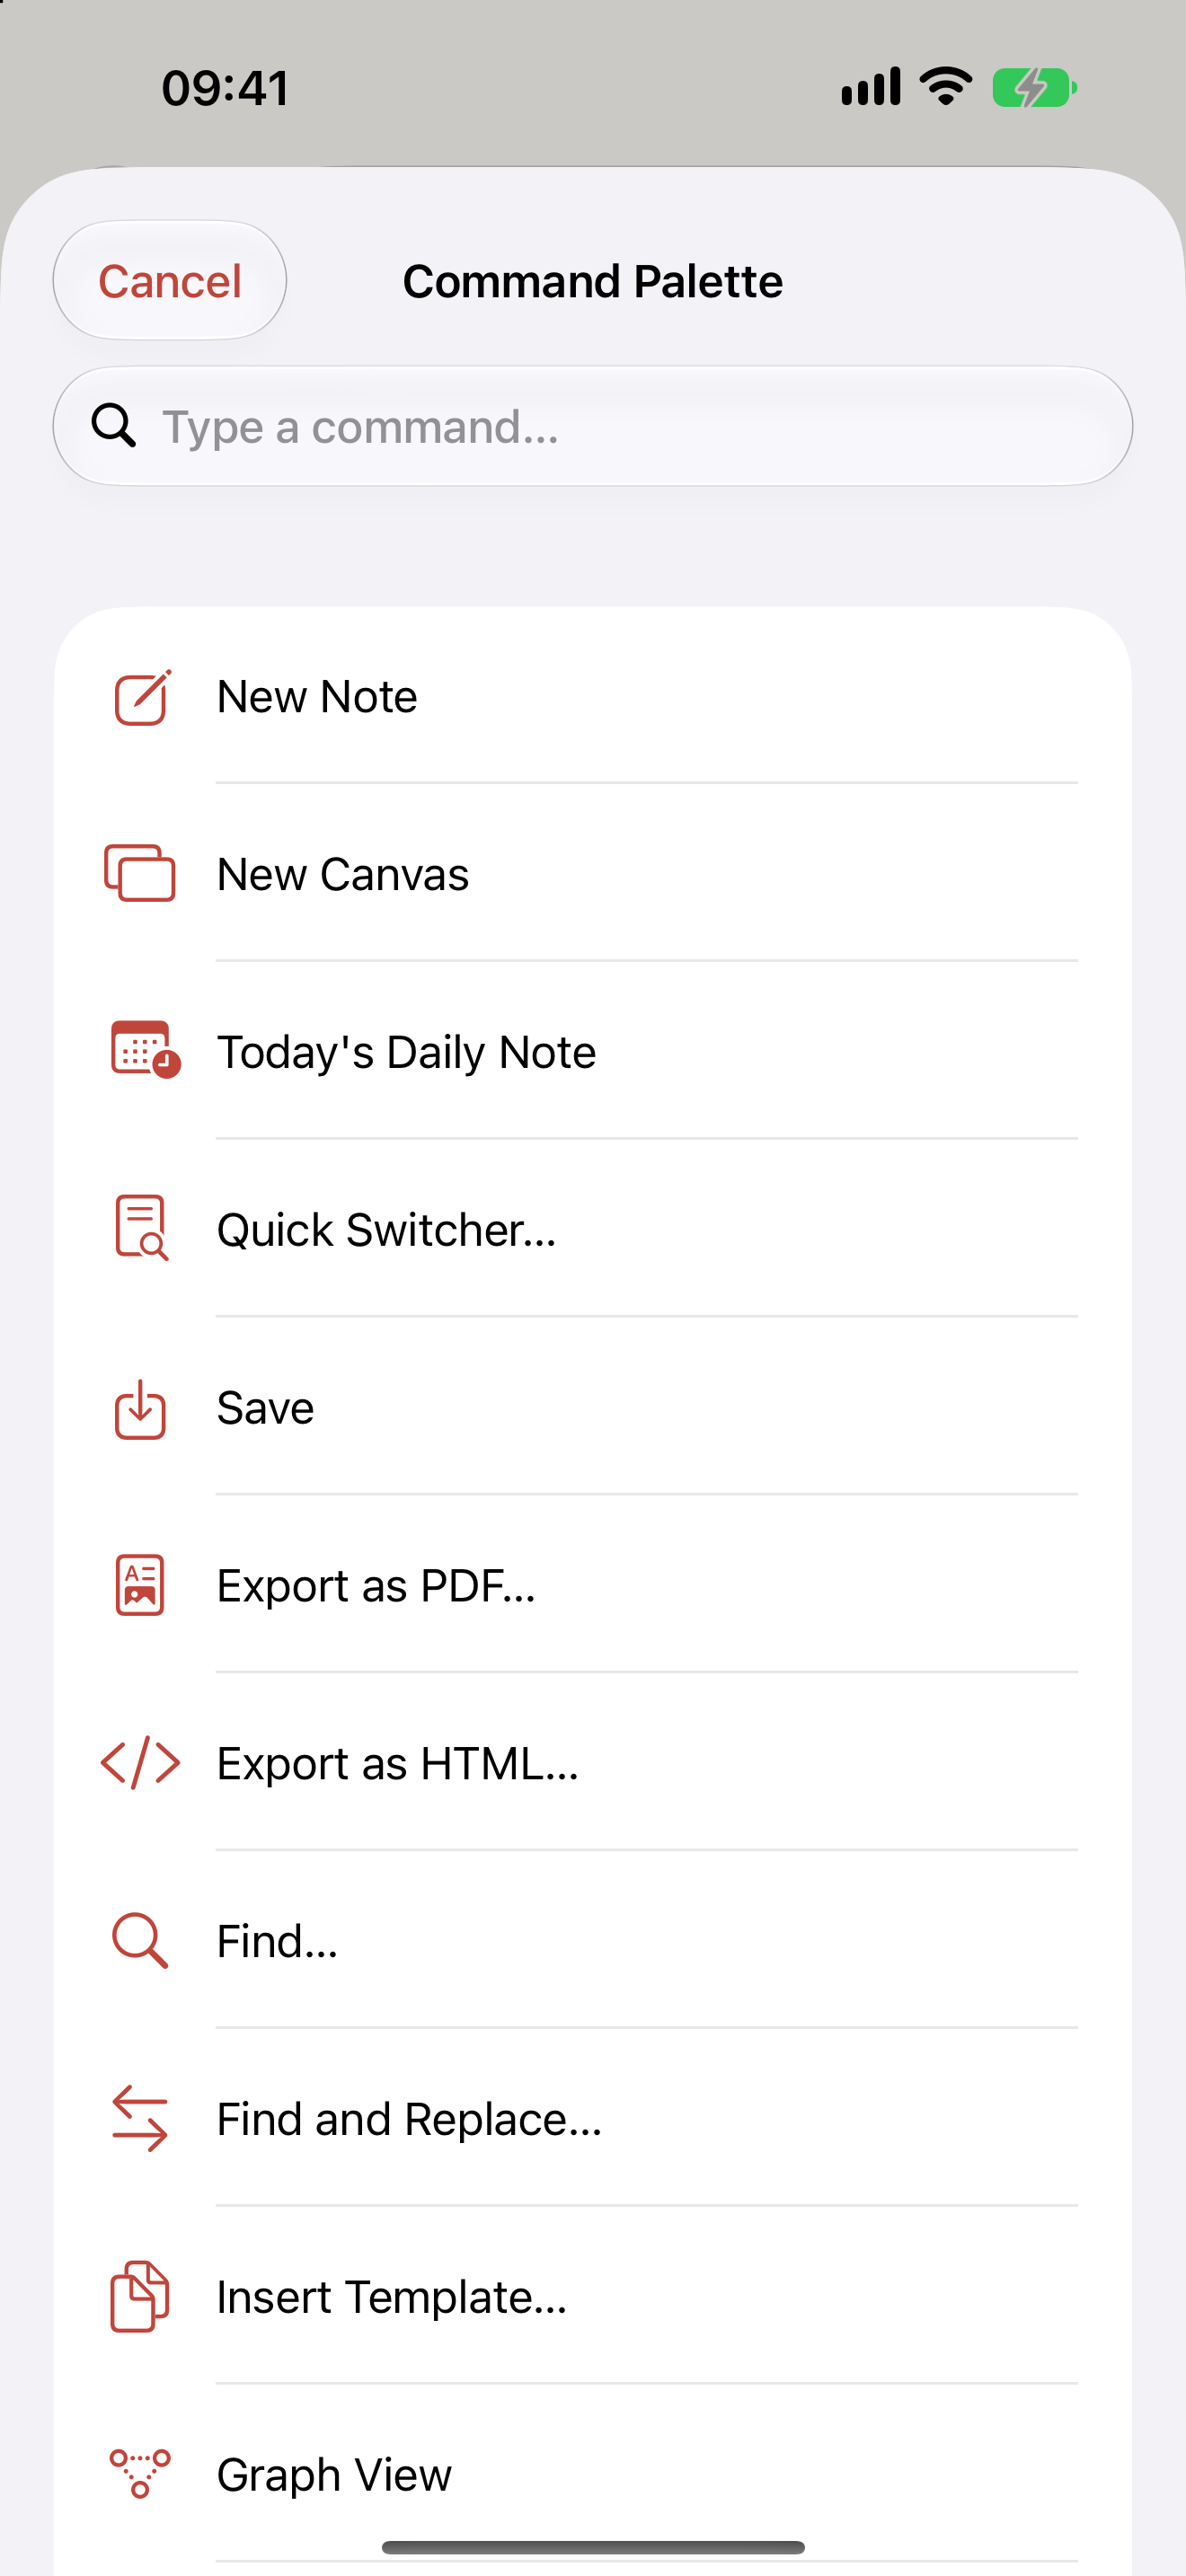 09:41
Cancel
Command Palette
Type a command...
New Note
New Canvas
Today's Daily Note
Quick Switcher...
Save
Export as PDF...
Export as HTML...
Find...
Find and Replace...
Insert Template...
Graph View